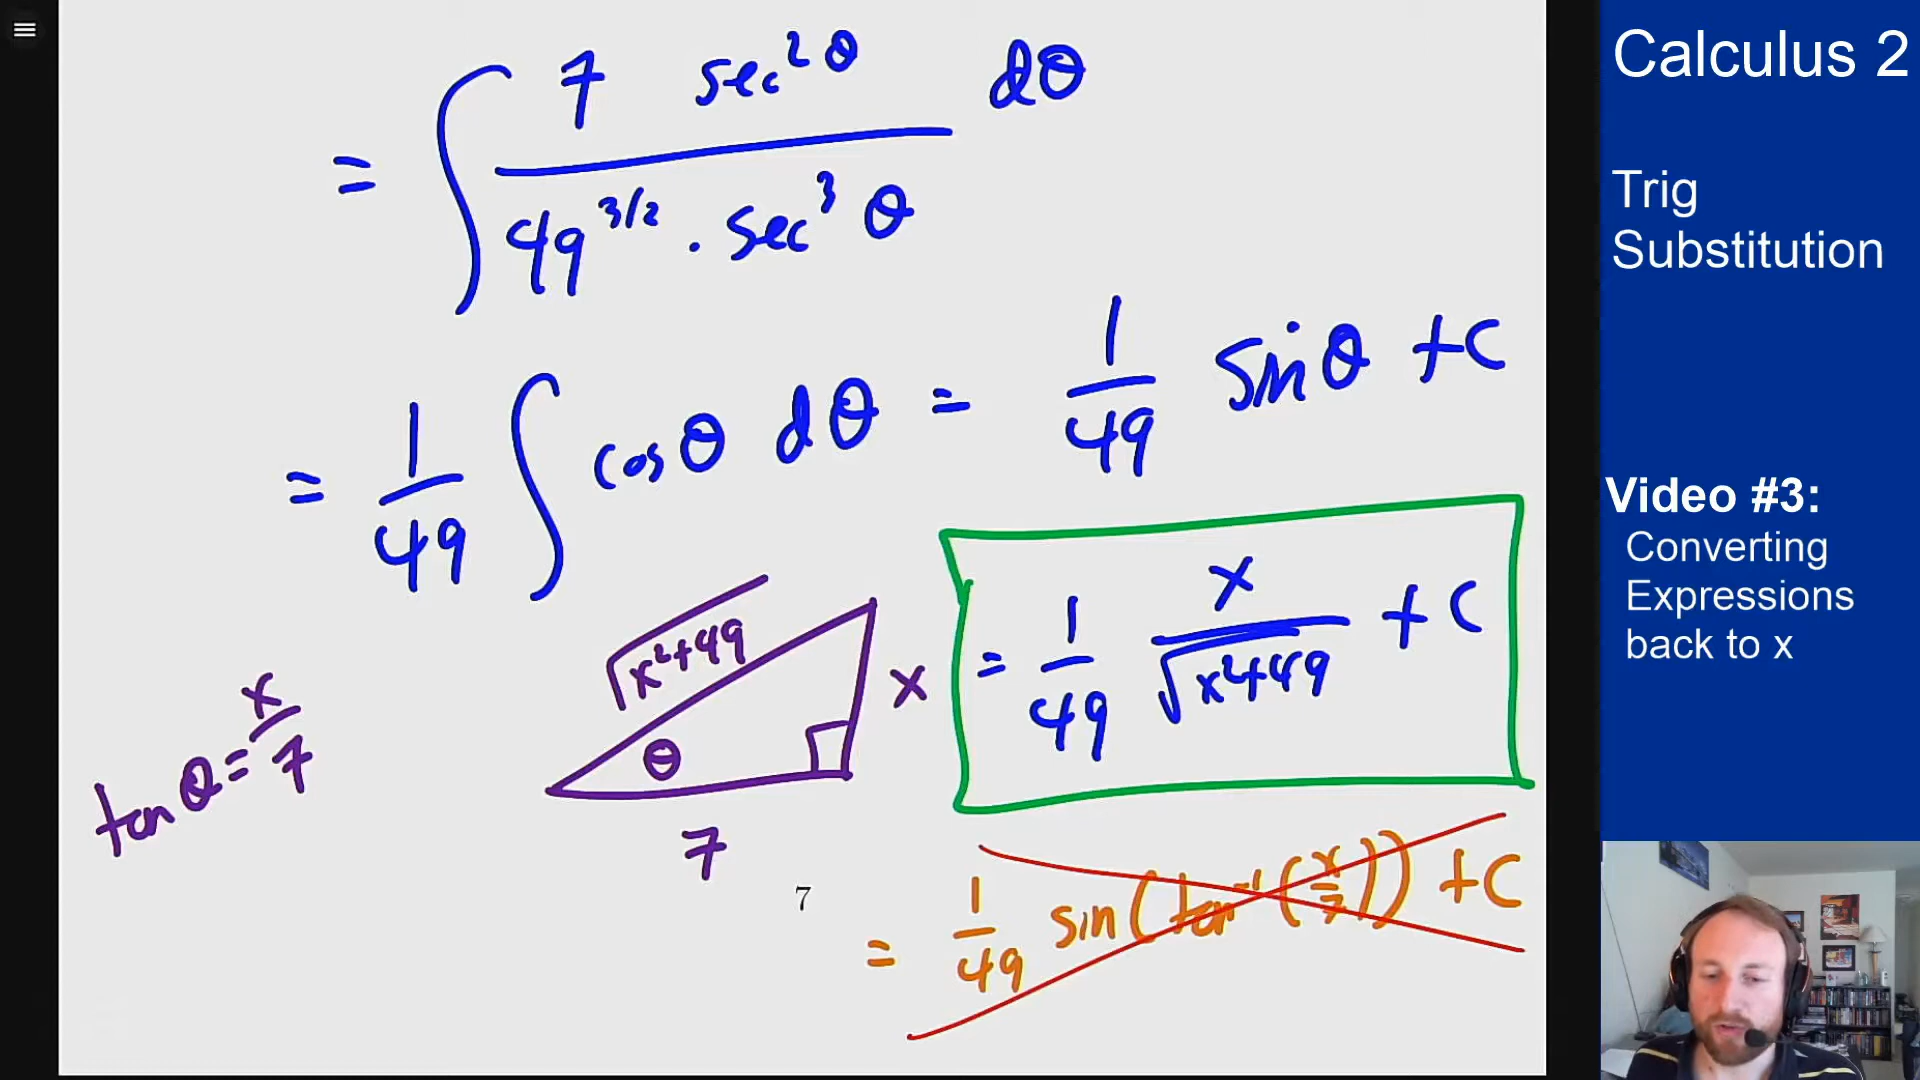 = ∫ 7 sec²θ / 49^3/2 · sec³θ dθ
= 1/49 ∫ cosθ dθ = 1/49 sinθ + C
= 1/49 x/√x²+49 + C
√x²+49
x
θ
7
tan θ = x/7
= 1/49 sin(tan⁻¹(x/7)) + C
7
Calculus 2
Trig
Substitution
Video #3:
Converting
Expressions
back to x